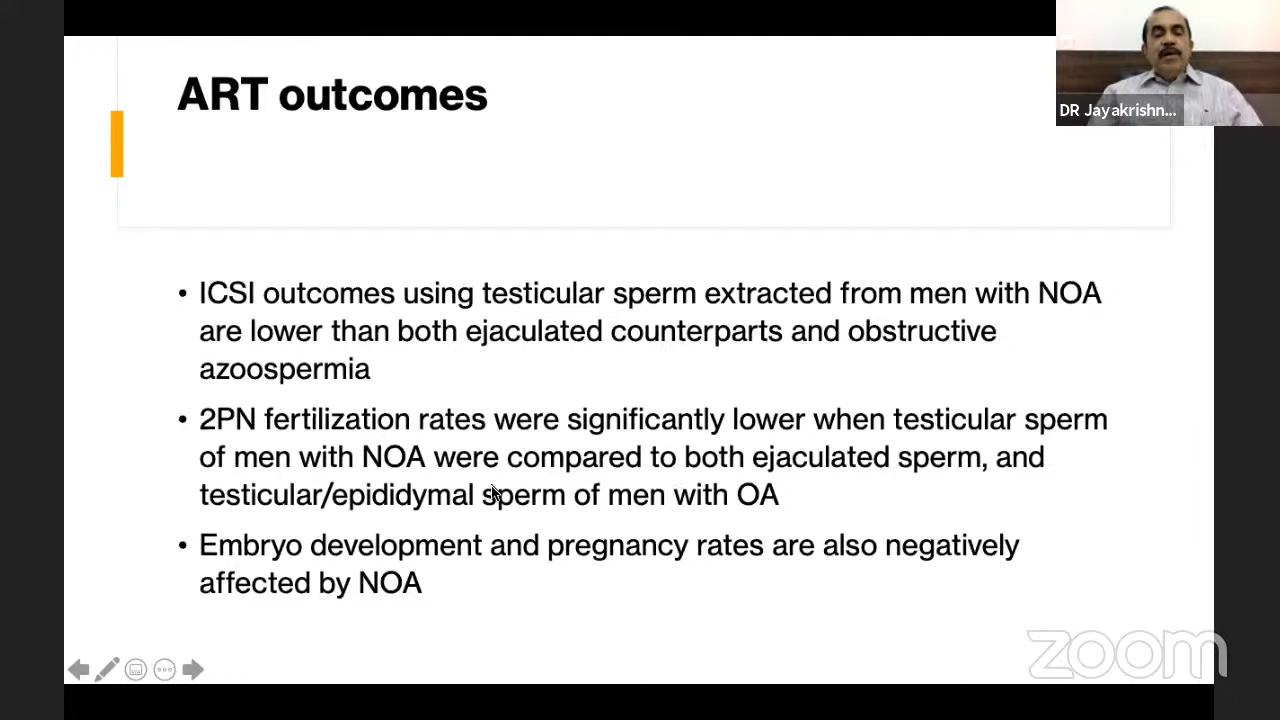 ART outcomes
DR Jayakrishn...
• ICSI outcomes using testicular sperm extracted from men with NOA
are lower than both ejaculated counterparts and obstructive
azoospermia
• 2PN fertilization rates were significantly lower when testicular sperm
of men with NOA were compared to both ejaculated sperm, and
testicular/epididymal sperm of men with OA
• Embryo development and pregnancy rates are also negatively
affected by NOA
zoom